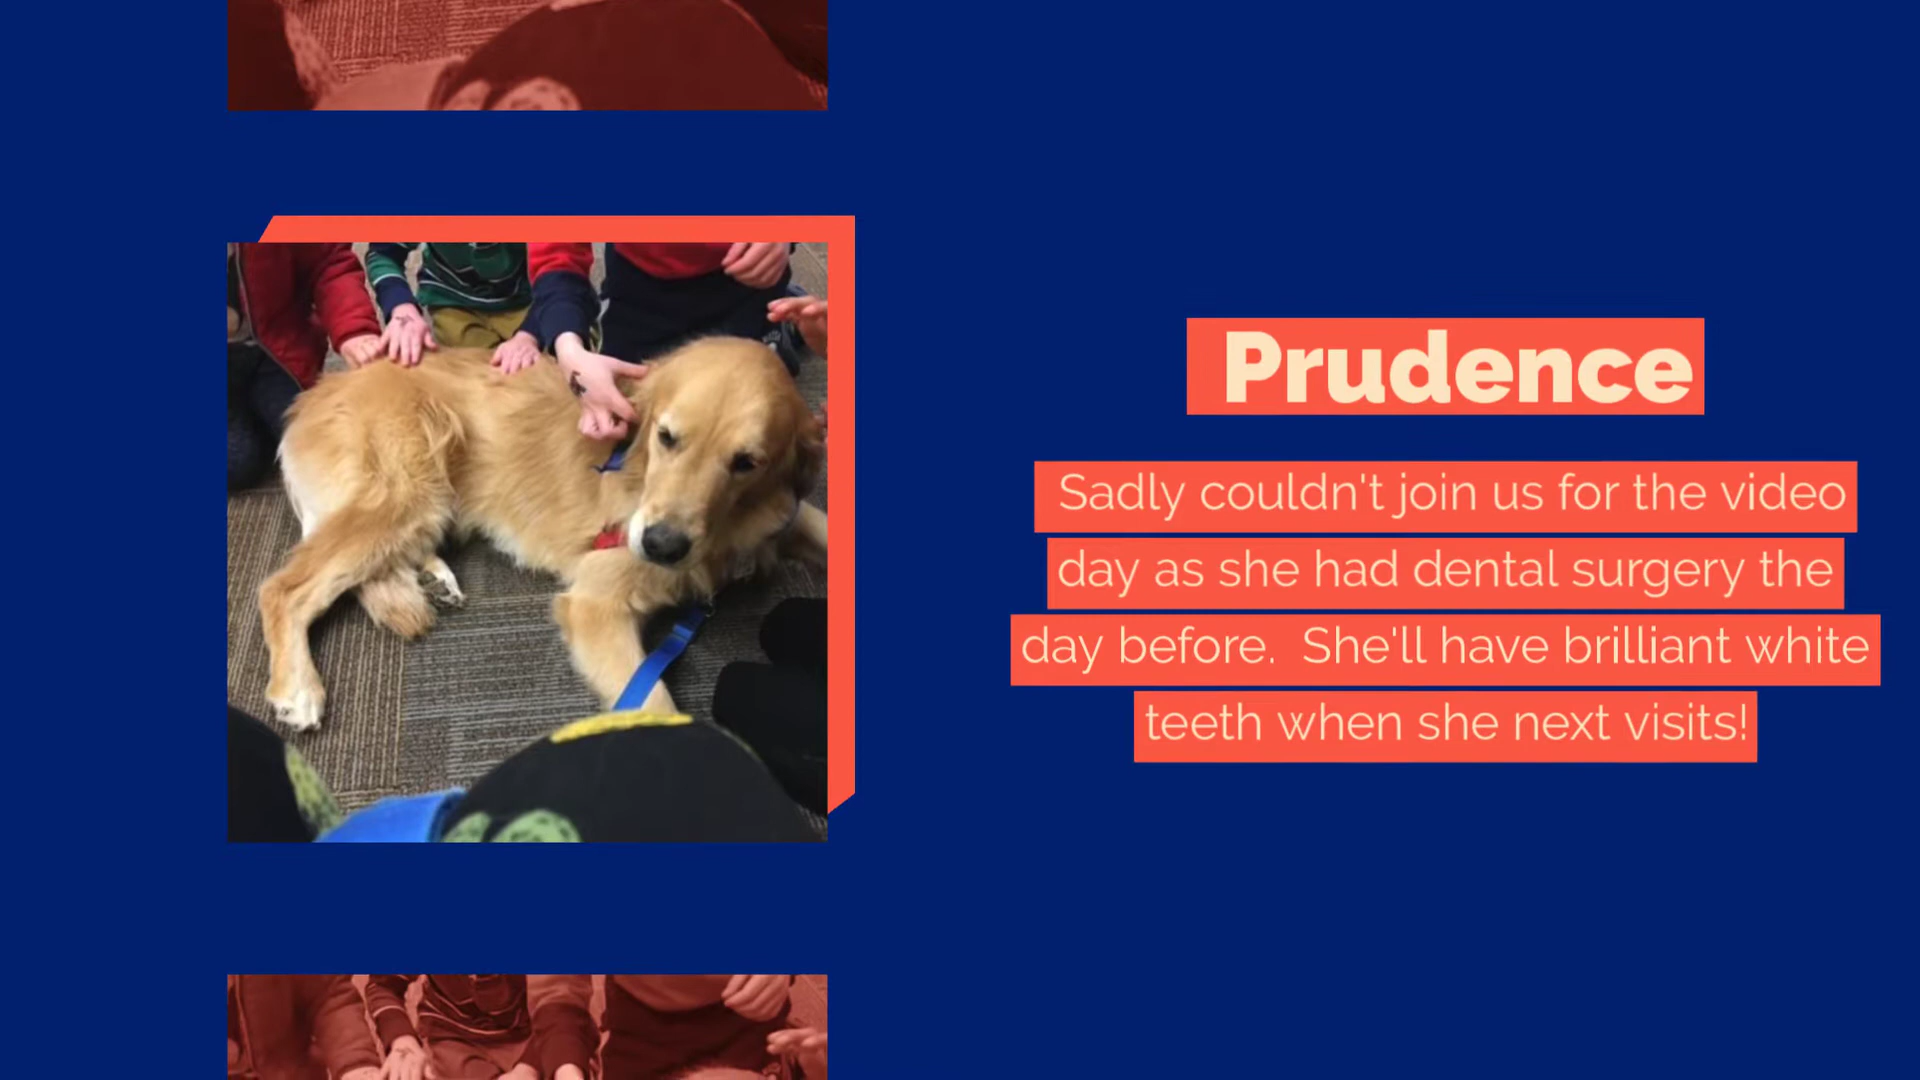 Prudence
Sadly couldn't join us for the video
day as she had dental surgery the
day before.  She'll have brilliant white
teeth when she next visits!